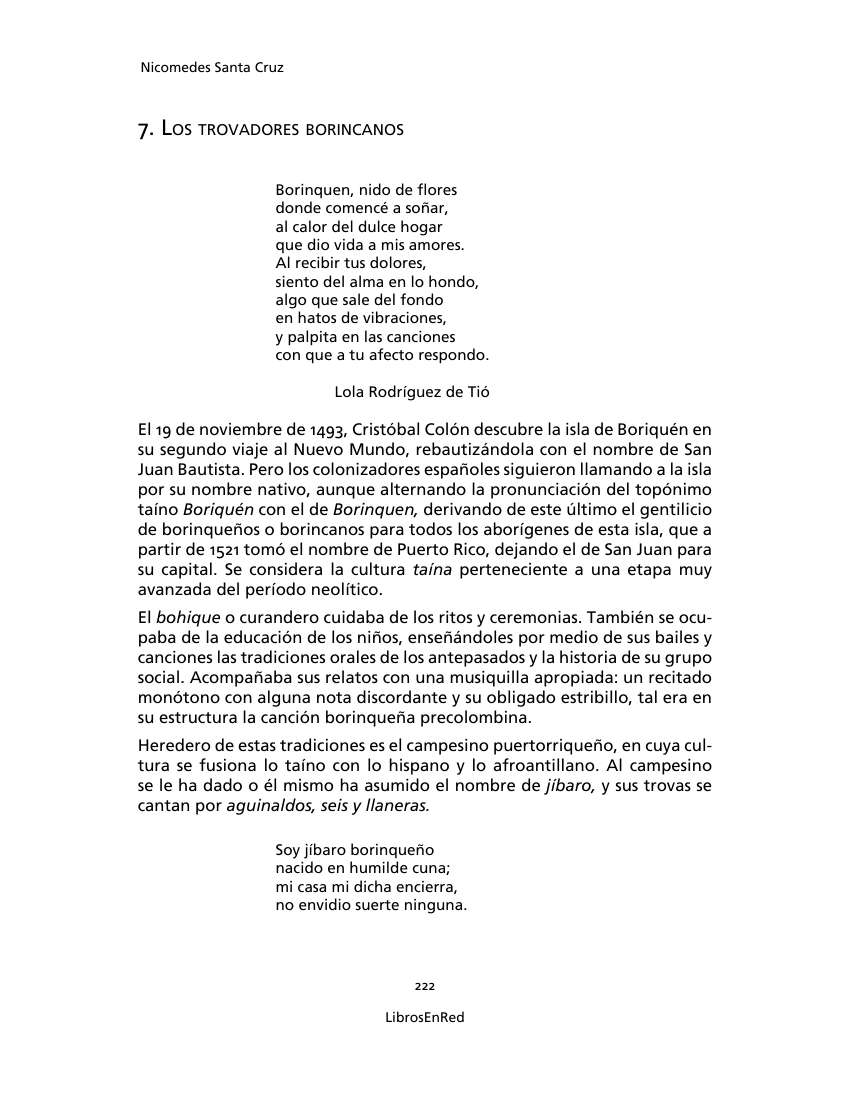 Nicomedes Santa Cruz
7. Los trovadores borincanos
Borinquen, nido de flores
donde comencé a soñar,
al calor del dulce hogar
que dio vida a mis amores.
Al recibir tus dolores,
siento del alma en lo hondo,
algo que sale del fondo
en hatos de vibraciones,
y palpita en las canciones
con que a tu afecto respondo.
Lola Rodríguez de Tió
El 19 de noviembre de 1493, Cristóbal Colón descubre la isla de Boriquén en
su segundo viaje al Nuevo Mundo, rebautizándola con el nombre de San
Juan Bautista. Pero los colonizadores españoles siguieron llamando a la isla
por su nombre nativo, aunque alternando la pronunciación del topónimo
taíno Boriquén con el de Borinquen, derivando de este último el gentilicio
de borinqueños o borincanos para todos los aborígenes de esta isla, que a
partir de 1521 tomó el nombre de Puerto Rico, dejando el de San Juan para
su capital. Se considera la cultura taína perteneciente a una etapa muy
avanzada del período neolítico.
El bohique o curandero cuidaba de los ritos y ceremonias. También se ocu-
paba de la educación de los niños, enseñándoles por medio de sus bailes y
canciones las tradiciones orales de los antepasados y la historia de su grupo
social. Acompañaba sus relatos con una musiquilla apropiada: un recitado
monótono con alguna nota discordante y su obligado estribillo, tal era en
su estructura la canción borinqueña precolombina.
Heredero de estas tradiciones es el campesino puertorriqueño, en cuya cul-
tura se fusiona lo taíno con lo hispano y lo afroantillano. Al campesino
se le ha dado o él mismo ha asumido el nombre de jíbaro, y sus trovas se
cantan por aguinaldos, seis y llaneras.
Soy jíbaro borinqueño
nacido en humilde cuna;
mi casa mi dicha encierra,
no envidio suerte ninguna.
222
LibrosEnRed